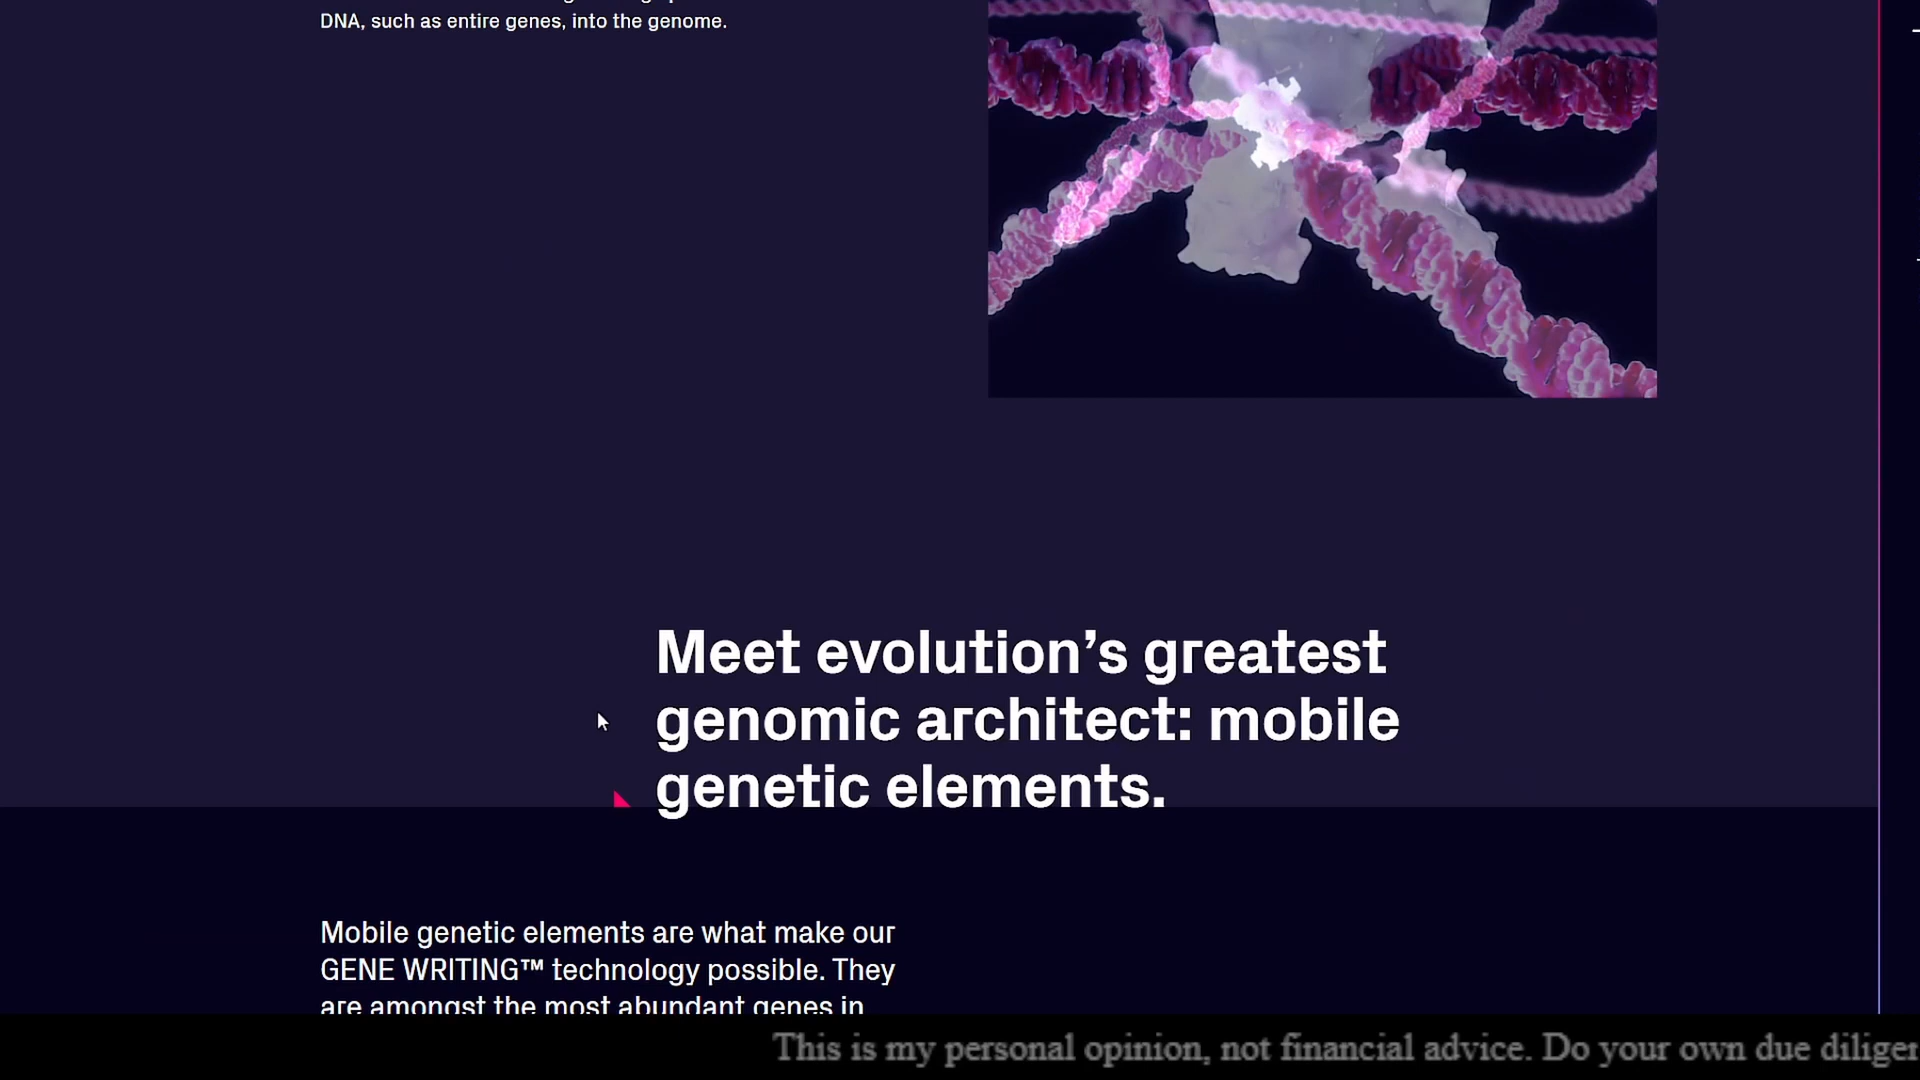 DNA, such as entire genes, into the genome.
Meet evolution’s greatest
genomic architect: mobile
genetic elements.
Mobile genetic elements are what make our
GENE WRITING™ technology possible. They
are amongst the most abundant genes in
This is my personal opinion, not financial advice. Do your own due